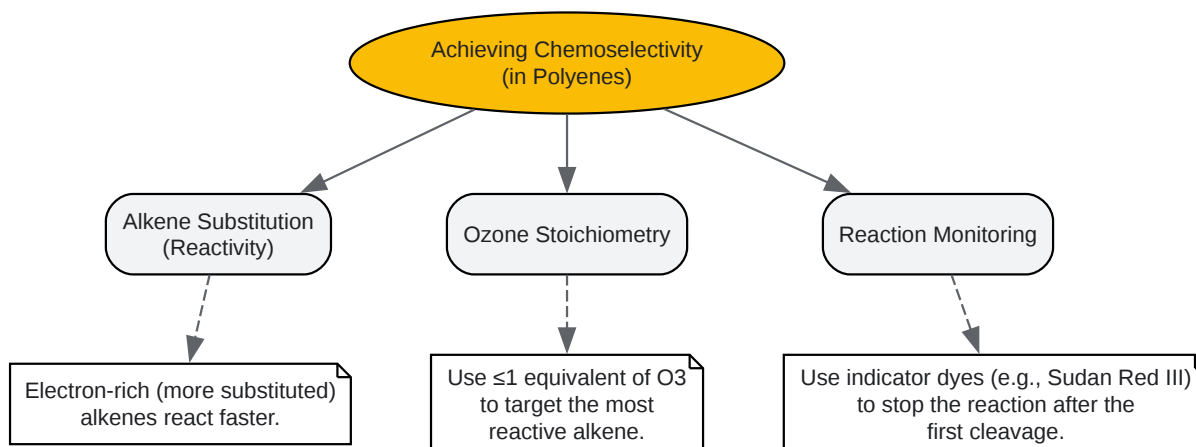 Achieving Chemoselectivity
(in Polyenes)
Alkene Substitution
(Reactivity)
Ozone Stoichiometry
Reaction Monitoring
Electron-rich (more substituted)
alkenes react faster.
Use ≤1 equivalent of O3
to target the most
reactive alkene.
Use indicator dyes (e.g., Sudan Red III)
to stop the reaction after the
first cleavage.